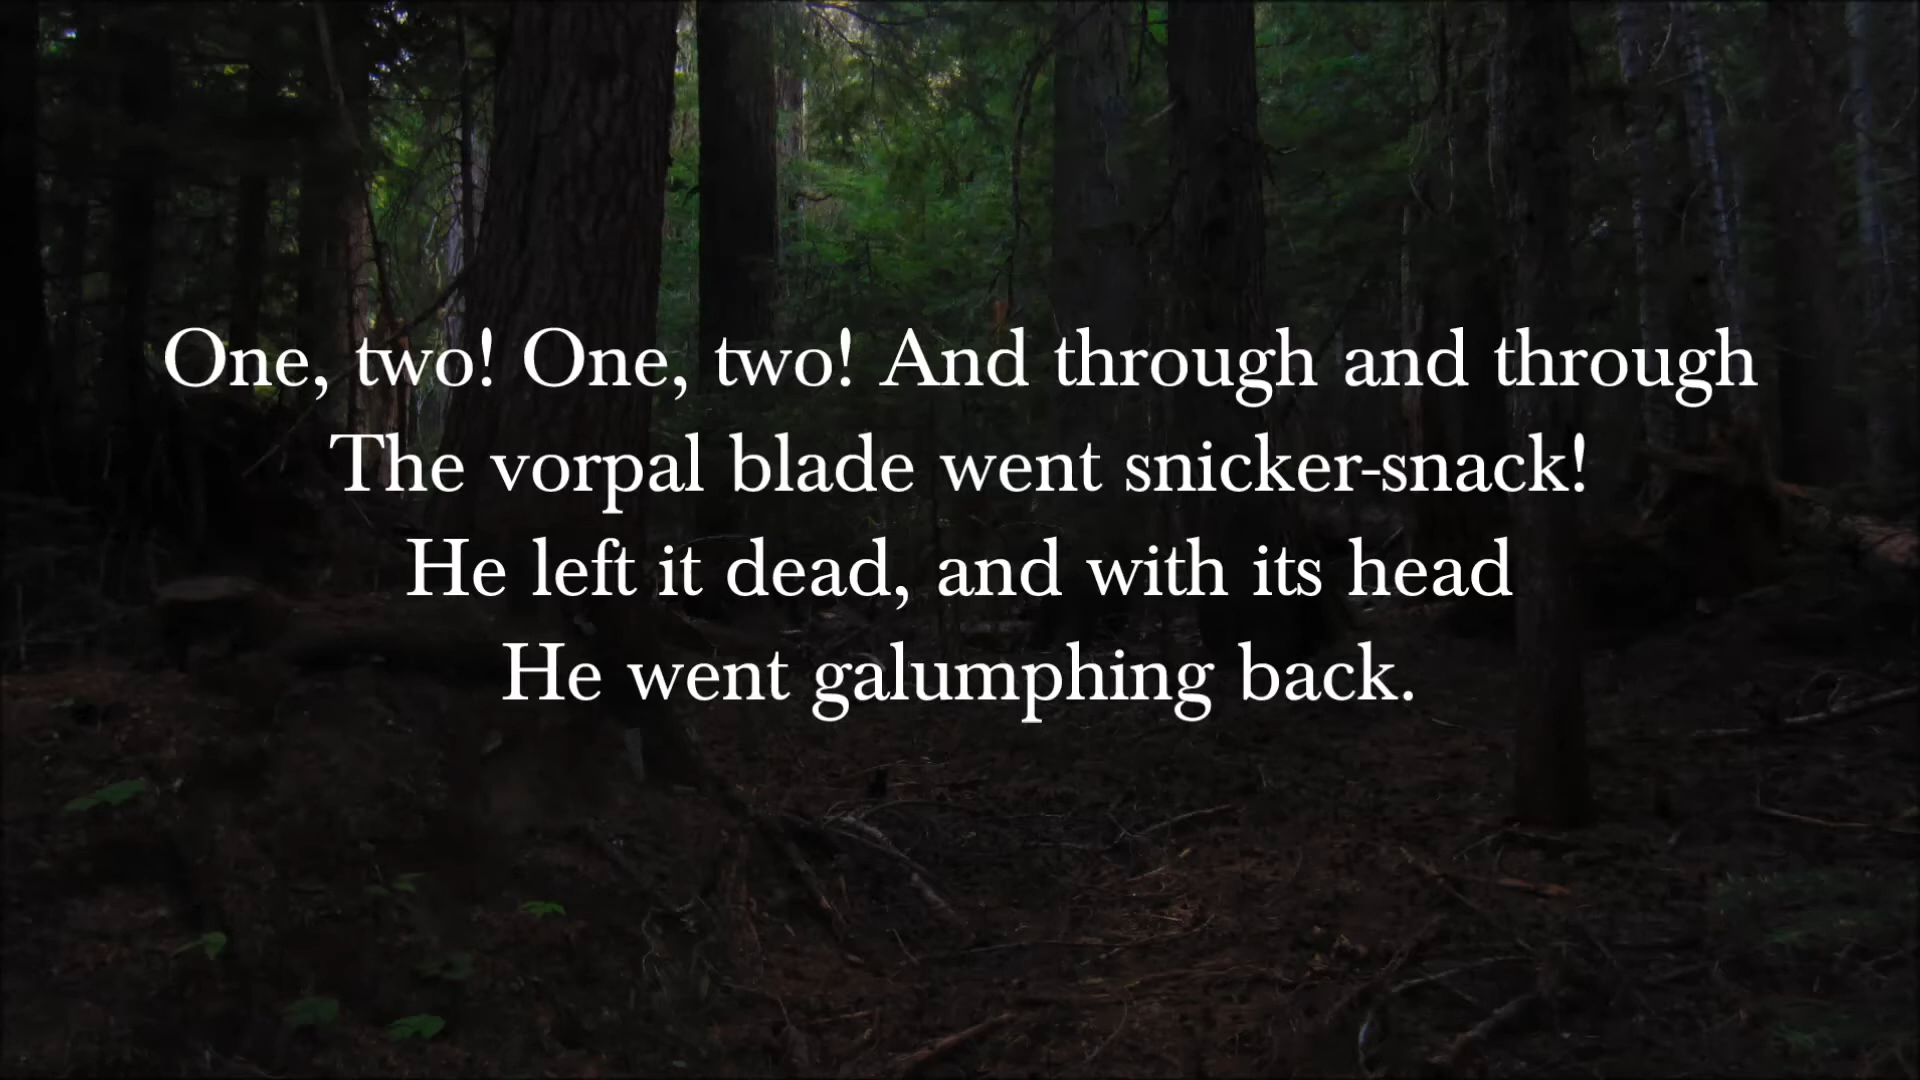 One, two! One, two! And through and through
The vorpal blade went snicker-snack!
He left it dead, and with its head
He went galumphing back.